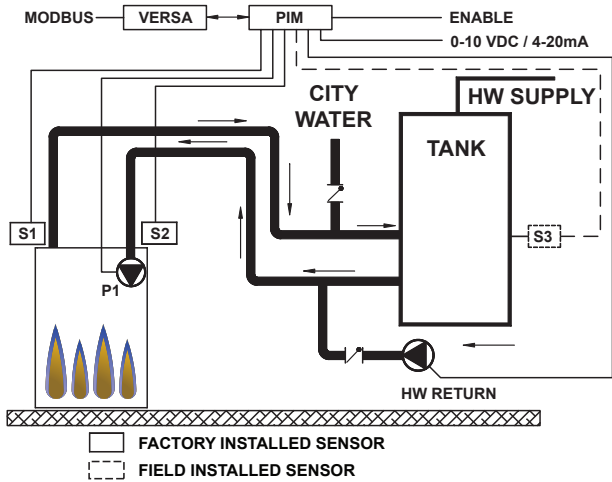 MODBUS
VERSA
PIM
ENABLE
0-10 VDC / 4-20mA
CITY
WATER
HW SUPPLY
TANK
S1
S2
S3
P1
HW RETURN
FACTORY INSTALLED SENSOR
FIELD INSTALLED SENSOR